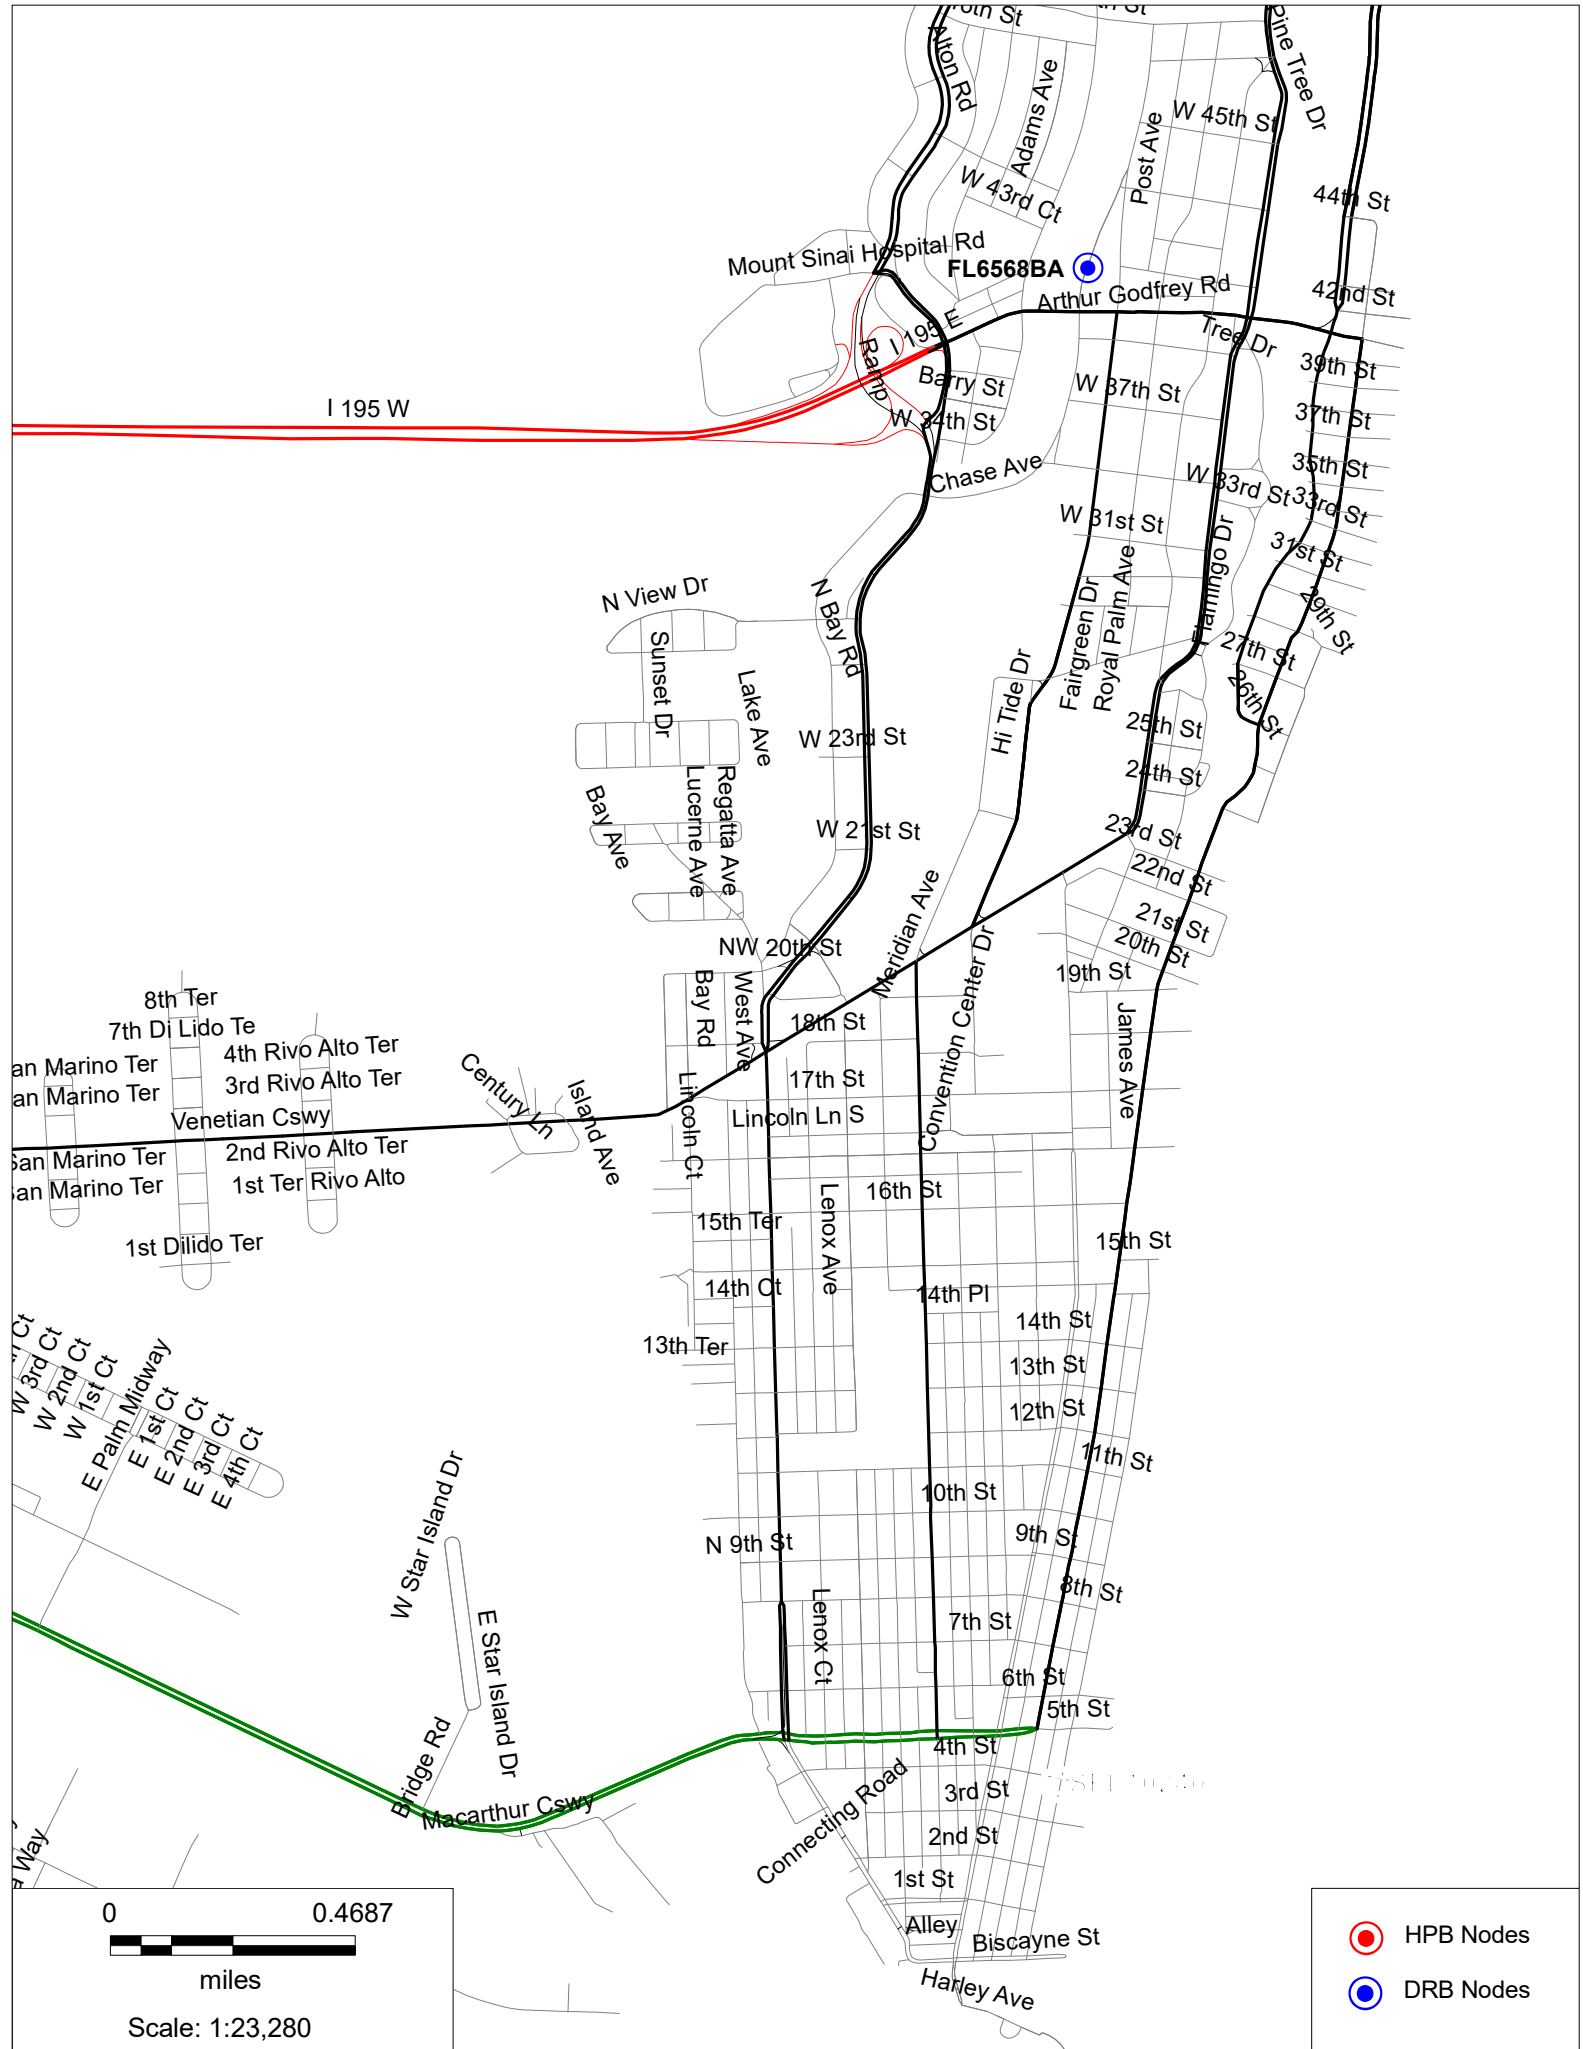 Alton Rd
Pine Tree Dr
Adams Ave
W 45th St
Post Ave
W 43rd Ct
44th St
Mount Sinai Hospital Rd
FL6568BA
Arthur Godfrey Rd
42nd St
I 195 E
Tree Dr
Ramp
Barry St
39th St
W 37th St
I 195 W
W 34th St
37th St
Chase Ave
35th St
W 33rd St
33rd St
W 31st St
31st St
Flamingo Dr
N View Dr
N Bay Rd
29th St
Sunset Dr
Fairgreen Dr
Royal Palm Ave
27th St
Lake Ave
Hi Tide Dr
26th St
25th St
W 23rd St
24th St
Bay Ave
Lucerne Ave
Regatta Ave
W 21st St
23rd St
22nd St
21st St
20th St
NW 20th St
Meridian Ave
19th St
Bay Rd
West Ave
Convention Center Dr
James Ave
8th Ter
7th Di Lido Te
18th St
4th Rivo Alto Ter
an Marino Ter
3rd Rivo Alto Ter
an Marino Ter
Century Ln
Island Ave
17th St
Lincoln Ct
Lincoln Ln S
Venetian Cswy
San Marino Ter
2nd Rivo Alto Ter
an Marino Ter
1st Ter Rivo Alto
16th St
Lenox Ave
15th Ter
15th St
1st Dilido Ter
14th Ct
14th Pl
14th St
13th Ter
13th St
Ct
W 3rd Ct
W 2nd Ct
W 1st Ct
E Palm Midway
E 1st Ct
E 2nd Ct
E 3rd Ct
E 4th Ct
12th St
11th St
W Star Island Dr
10th St
N 9th St
9th St
8th St
Lenox Ct
7th St
E Star Island Dr
6th St
5th St
4th St
Bridge Rd
Macarthur Cswy
Connecting Road
3rd St
2nd St
1st St
a Way
Alley
Biscayne St
Harley Ave
0 0.4687
miles
Scale: 1:23,280
HPB Nodes
DRB Nodes